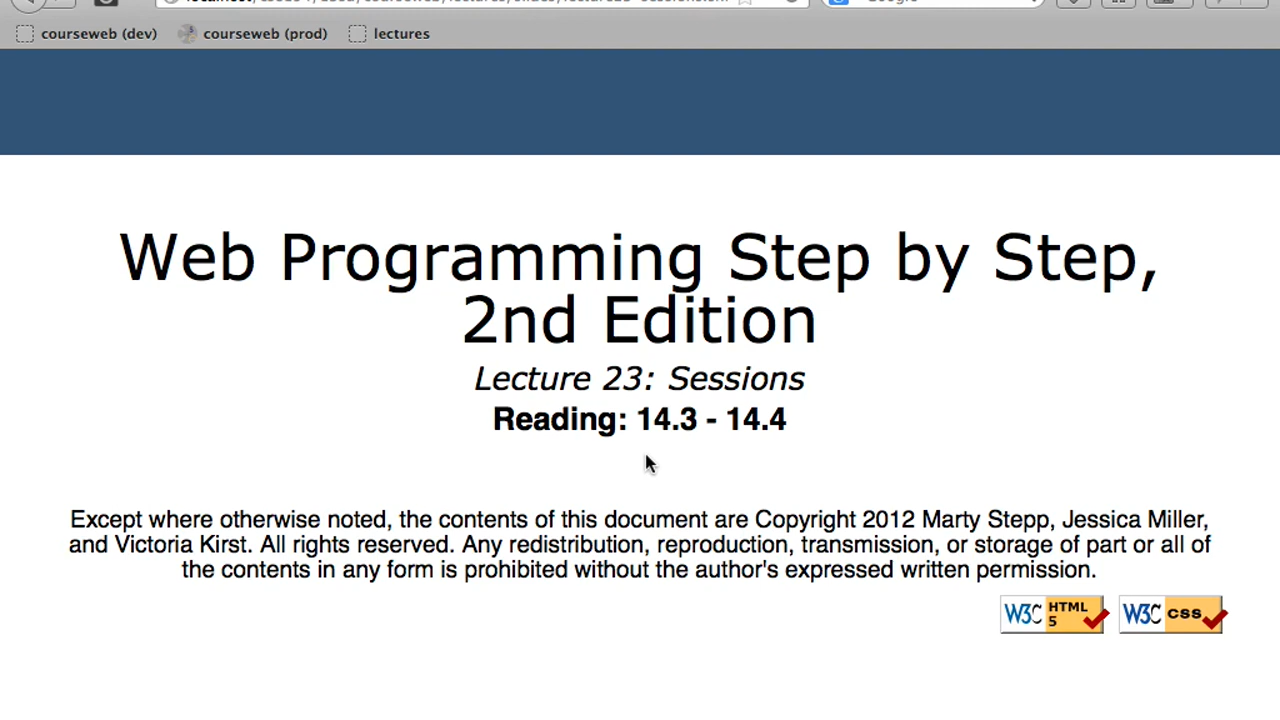 courseweb (dev) courseweb (prod) lectures
Web Programming Step by Step,
2nd Edition
Lecture 23: Sessions
Reading: 14.3 - 14.4
Except where otherwise noted, the contents of this document are Copyright 2012 Marty Stepp, Jessica Miller,
and Victoria Kirst. All rights reserved. Any redistribution, reproduction, transmission, or storage of part or all of
the contents in any form is prohibited without the author's expressed written permission.
W3C HTML 5 W3C css